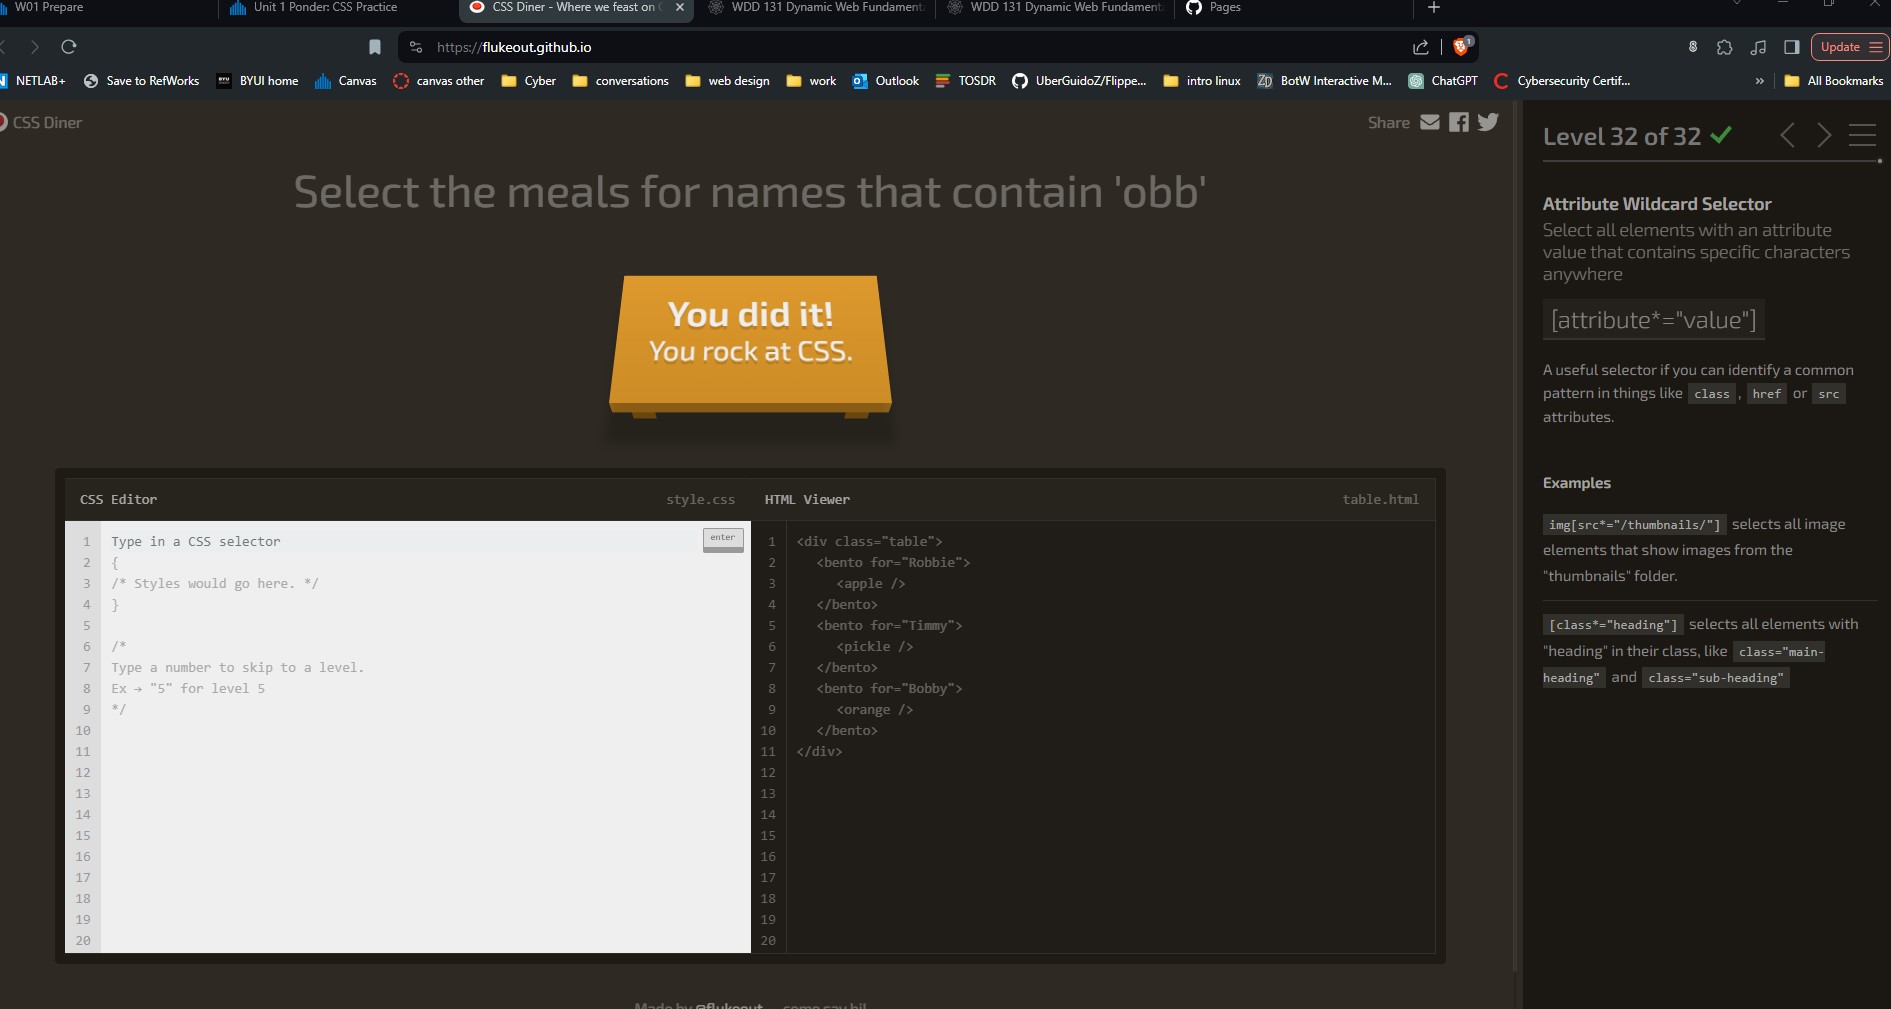 W01 Prepare
Unit 1 Ponder: CSS Practice
CSS Diner - Where we feast on
WDD 131 Dynamic Web Fundament
WDD 131 Dynamic Web Fundament
Pages
https://flukeout.github.io
1
8
Update
NETLAB+
Save to RefWorks
BYUI home
Canvas
canvas other
Cyber
conversations
web design
work
Outlook
TOSDR
UberGuidoZ/Flippe...
intro linux
ZD BotW Interactive M...
ChatGPT
Cybersecurity Certif...
»
All Bookmarks
CSS Diner
Share
Select the meals for names that contain 'obb'
You did it!
You rock at CSS.
CSS Editor
style.css
1 Type in a CSS selector
enter
2 {
3 /* Styles would go here. */
4 }
5
6 /*
7 Type a number to skip to a level.
8 Ex → "5" for level 5
9 */
10
11
12
13
14
15
16
17
18
19
20
HTML Viewer
table.html
1 <div class="table">
2 <bento for="Robbie">
3 <apple />
4 </bento>
5 <bento for="Timmy">
6 <pickle />
7 </bento>
8 <bento for="Bobby">
9 <orange />
10 </bento>
11 </div>
12
13
14
15
16
17
18
19
20
Made by @flukeout
come say hi!
Level 32 of 32
Attribute Wildcard Selector
Select all elements with an attribute
value that contains specific characters
anywhere
[attribute*="value"]
A useful selector if you can identify a common
pattern in things like class , href or src
attributes.
Examples
img[src*="/thumbnails/"] selects all image
elements that show images from the
"thumbnails" folder.
[class*="heading"] selects all elements with
"heading" in their class, like class="main-
heading" and class="sub-heading"